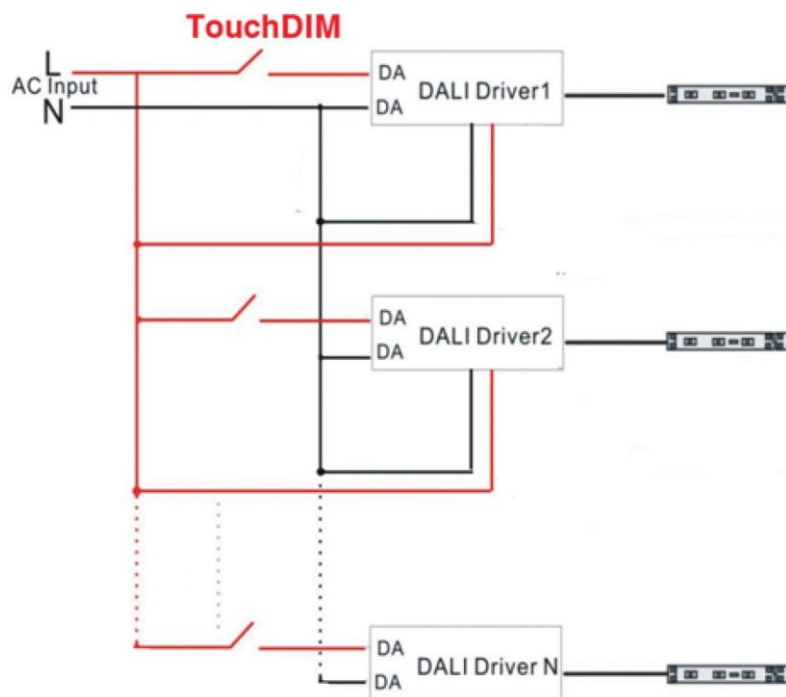 TouchDIM
L
AC Input
N
DA
DA
DALI Driver1
DA
DA
DALI Driver2
DA
DA
DALI Driver N